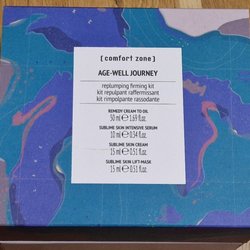 [ comfort zone ]
AGE-WELL JOURNEY
replumping firming kit
kit repulpant raffermissant
kit rimpolpante rassodante
REMEDY CREAM TO OIL
50 ml ℮ 1.69 fl. oz.
SUBLIME SKIN INTENSIVE SERUM
10 ml ℮ 0.34 fl. oz.
SUBLIME SKIN CREAM
15 ml ℮ 0.51 fl. oz.
SUBLIME SKIN LIFT-MASK
15 ml ℮ 0.51 fl. oz.